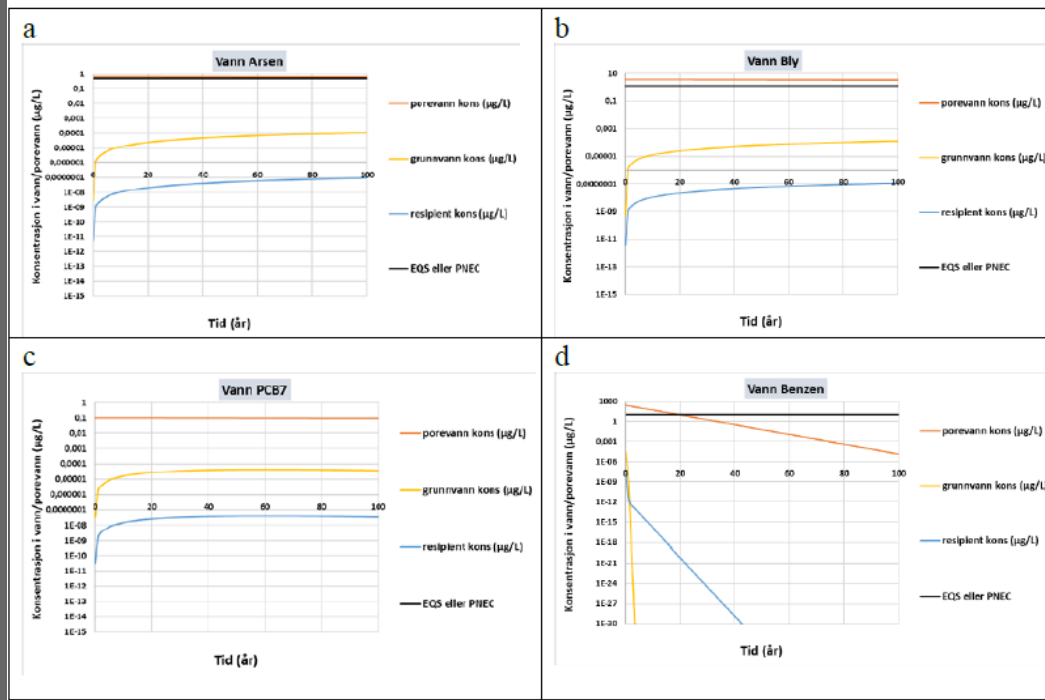 a
Vann Arsen
Konsentrasjon i vann/porevann (µg/L)
1
0,1
0,01
0,001
0,0001
0,00001
0,000001
0,0000001
1E-08
1E-09
1E-10
1E-11
1E-12
1E-13
1E-14
1E-15
0 20 40 60 80 100
Tid (år)
porevann kons (µg/L)
grunnvann kons (µg/L)
resipient kons (µg/L)
EQS eller PNEC
b
Vann Bly
Konsentrasjon i vann/porevann (µg/L)
10
0,1
0,001
0,00001
0,0000001
1E-09
1E-11
1E-13
1E-15
0 20 40 60 80 100
Tid (år)
porevann kons (µg/L)
grunnvann kons (µg/L)
resipient kons (µg/L)
EQS eller PNEC
c
Vann PCB7
Konsentrasjon i vann/porevann (µg/L)
1
0,1
0,01
0,001
0,0001
0,00001
0,000001
0,0000001
1E-08
1E-09
1E-10
1E-11
1E-12
1E-13
1E-14
1E-15
0 20 40 60 80 100
Tid (år)
porevann kons (µg/L)
grunnvann kons (µg/L)
resipient kons (µg/L)
EQS eller PNEC
d
Vann Benzen
Konsentrasjon i vann/porevann (µg/L)
1000
1
0,001
1E-06
1E-09
1E-12
1E-15
1E-18
1E-21
1E-24
1E-27
1E-30
0 20 40 60 80 100
Tid (år)
porevann kons (µg/L)
grunnvann kons (µg/L)
resipient kons (µg/L)
EQS eller PNEC